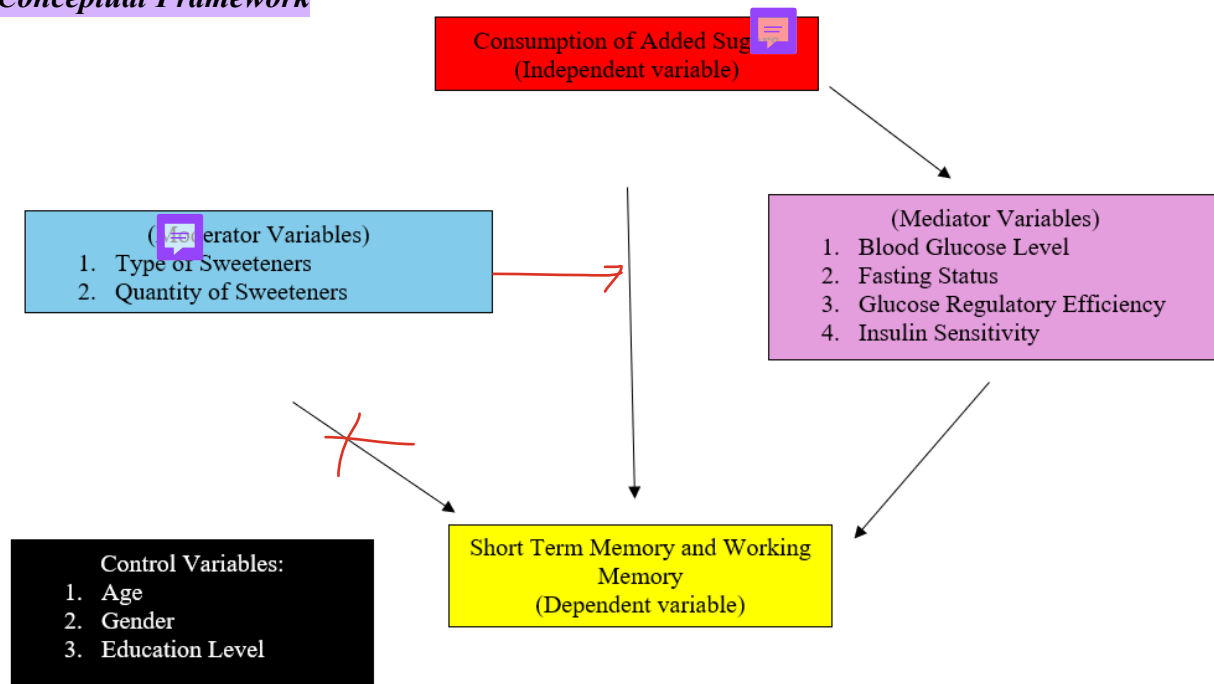 Conceptual Framework
Consumption of Added
(Independent variable)
(Mediator Variables)
1. Blood Glucose Level
2. Fasting Status
3. Glucose Regulatory Efficiency
4. Insulin Sensitivity
Variables)
1. Type of Sweeteners
2. Quantity of Sweeteners
Short Term Memory and Working
Memory
(Dependent variable)
Control Variables:
1. Age
2. Gender
3. Education Level